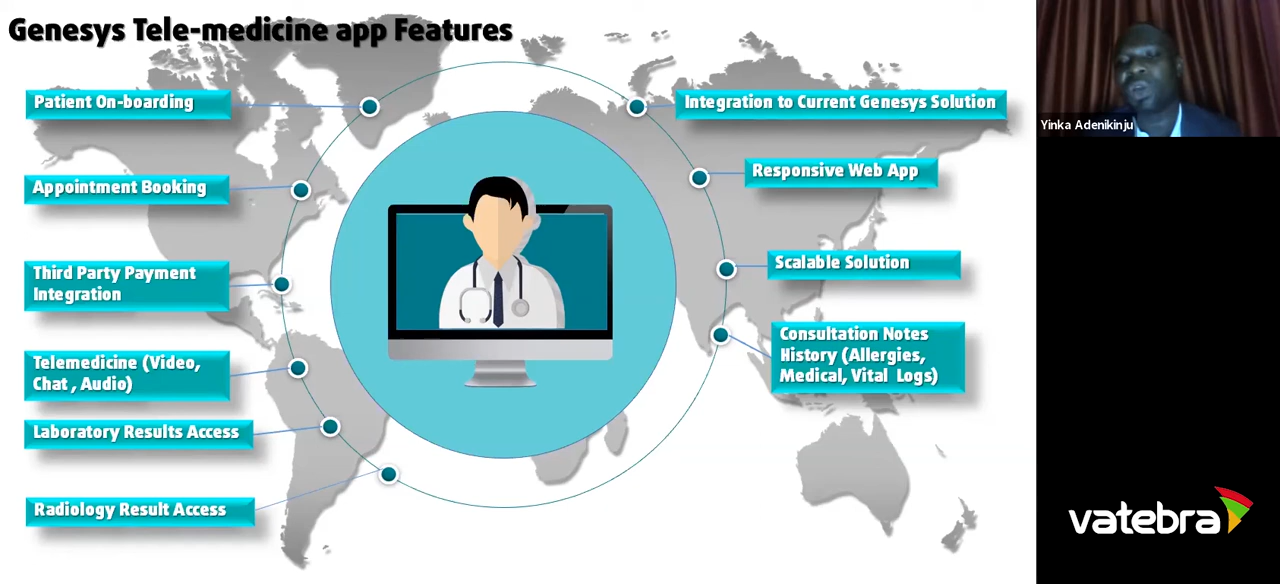 Genesys Tele-medicine app Features
Patient On-boarding
Appointment Booking
Third Party Payment
Integration
Telemedicine (Video,
Chat , Audio)
Laboratory Results Access
Radiology Result Access
Integration to Current Genesys Solution
Responsive Web App
Scalable Solution
Consultation Notes
History (Allergies,
Medical, Vital Logs)
Yinka Adenikinju
vatebra